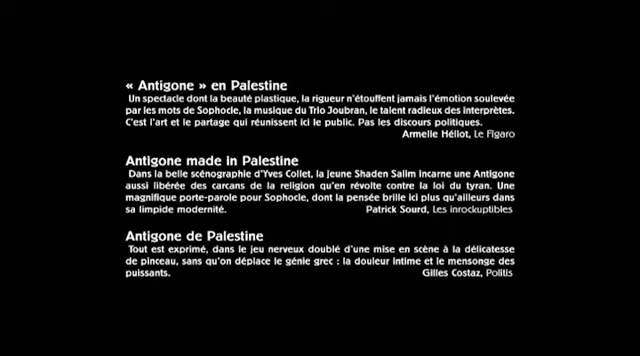 « Antigone » en Palestine
Un spectacle dont la beauté plastique, la rigueur n'étouffent jamais l'émotion soulevée
par les mots de Sophocle, la musique du Trio Joubran, le talent radieux des interprètes.
C'est l'art et le partage qui réunissent ici le public. Pas les discours politiques.
Armelle Héliot, Le Figaro
Antigone made in Palestine
Dans la belle scénographie d'Yves Collet, la jeune Shaden Salim incarne une Antigone
aussi libérée des carcans de la religion qu'en révolte contre la loi du tyran. Une
magnifique porte-parole pour Sophocle, dont la pensée brille ici plus qu'ailleurs dans
sa limpide modernité. Patrick Sourd, Les inrockuptibles
Antigone de Palestine
Tout est exprimé, dans le jeu nerveux doublé d'une mise en scène à la délicatesse
de pinceau, sans qu'on déplace le génie grec : la douleur intime et le mensonge des
puissants. Gilles Costaz, Politis